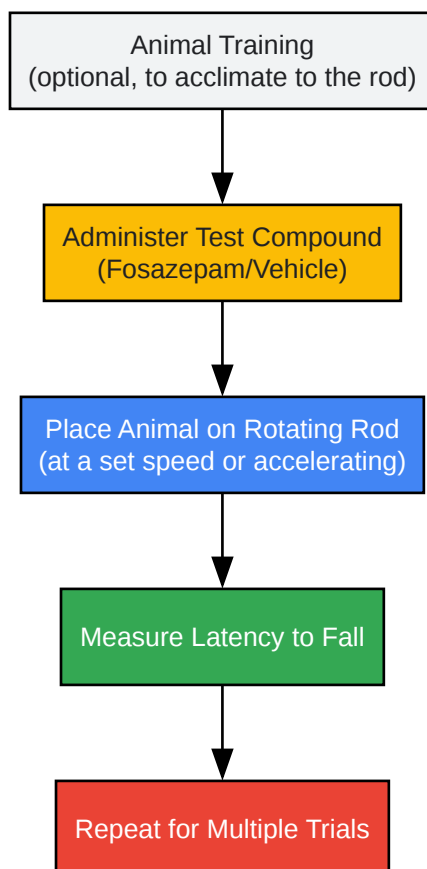 Animal Training
(optional, to acclimate to the rod)
Administer Test Compound
(Fosazepam/Vehicle)
Place Animal on Rotating Rod
(at a set speed or accelerating)
Measure Latency to Fall
Repeat for Multiple Trials